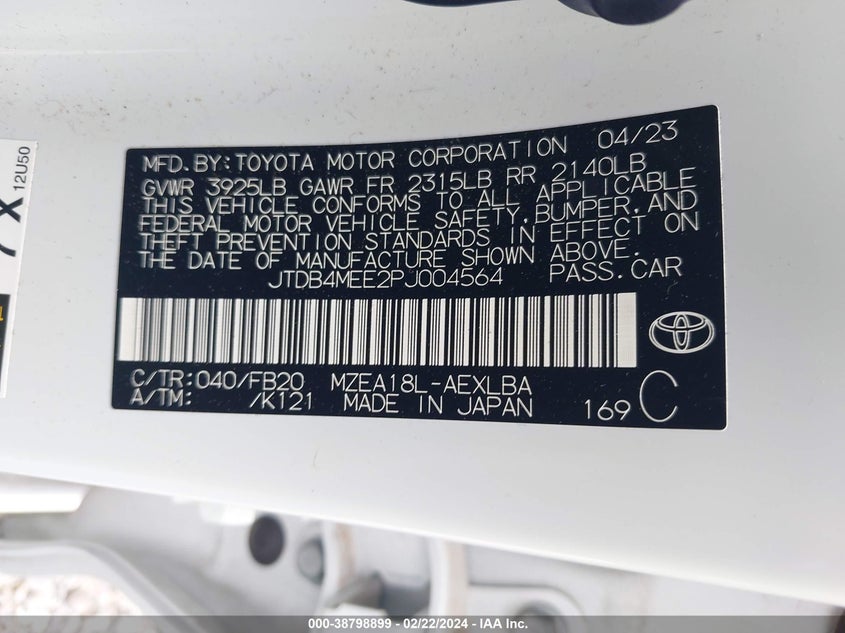 MFD.BY:TOYOTA MOTOR CORPORATION 04/23
GVWR 3925LB GAWR FR 2315LB RR 2140LB
THIS VEHICLE CONFORMS TO ALL APPLICABLE
FEDERAL MOTOR VEHICLE SAFETY,BUMPER,AND
THEFT PREVENTION STANDARDS IN EFFECT ON
THE DATE OF MANUFACTURE SHOWN ABOVE.
JTDB4MEE2PJ004564 PASS.CAR
C/TR:040/FB20 MZEA18L-AEXLBA
A/TM: /K121 MADE IN JAPAN 169 C
X 12U50
000-38798899 - 02/22/2024 - IAA Inc.